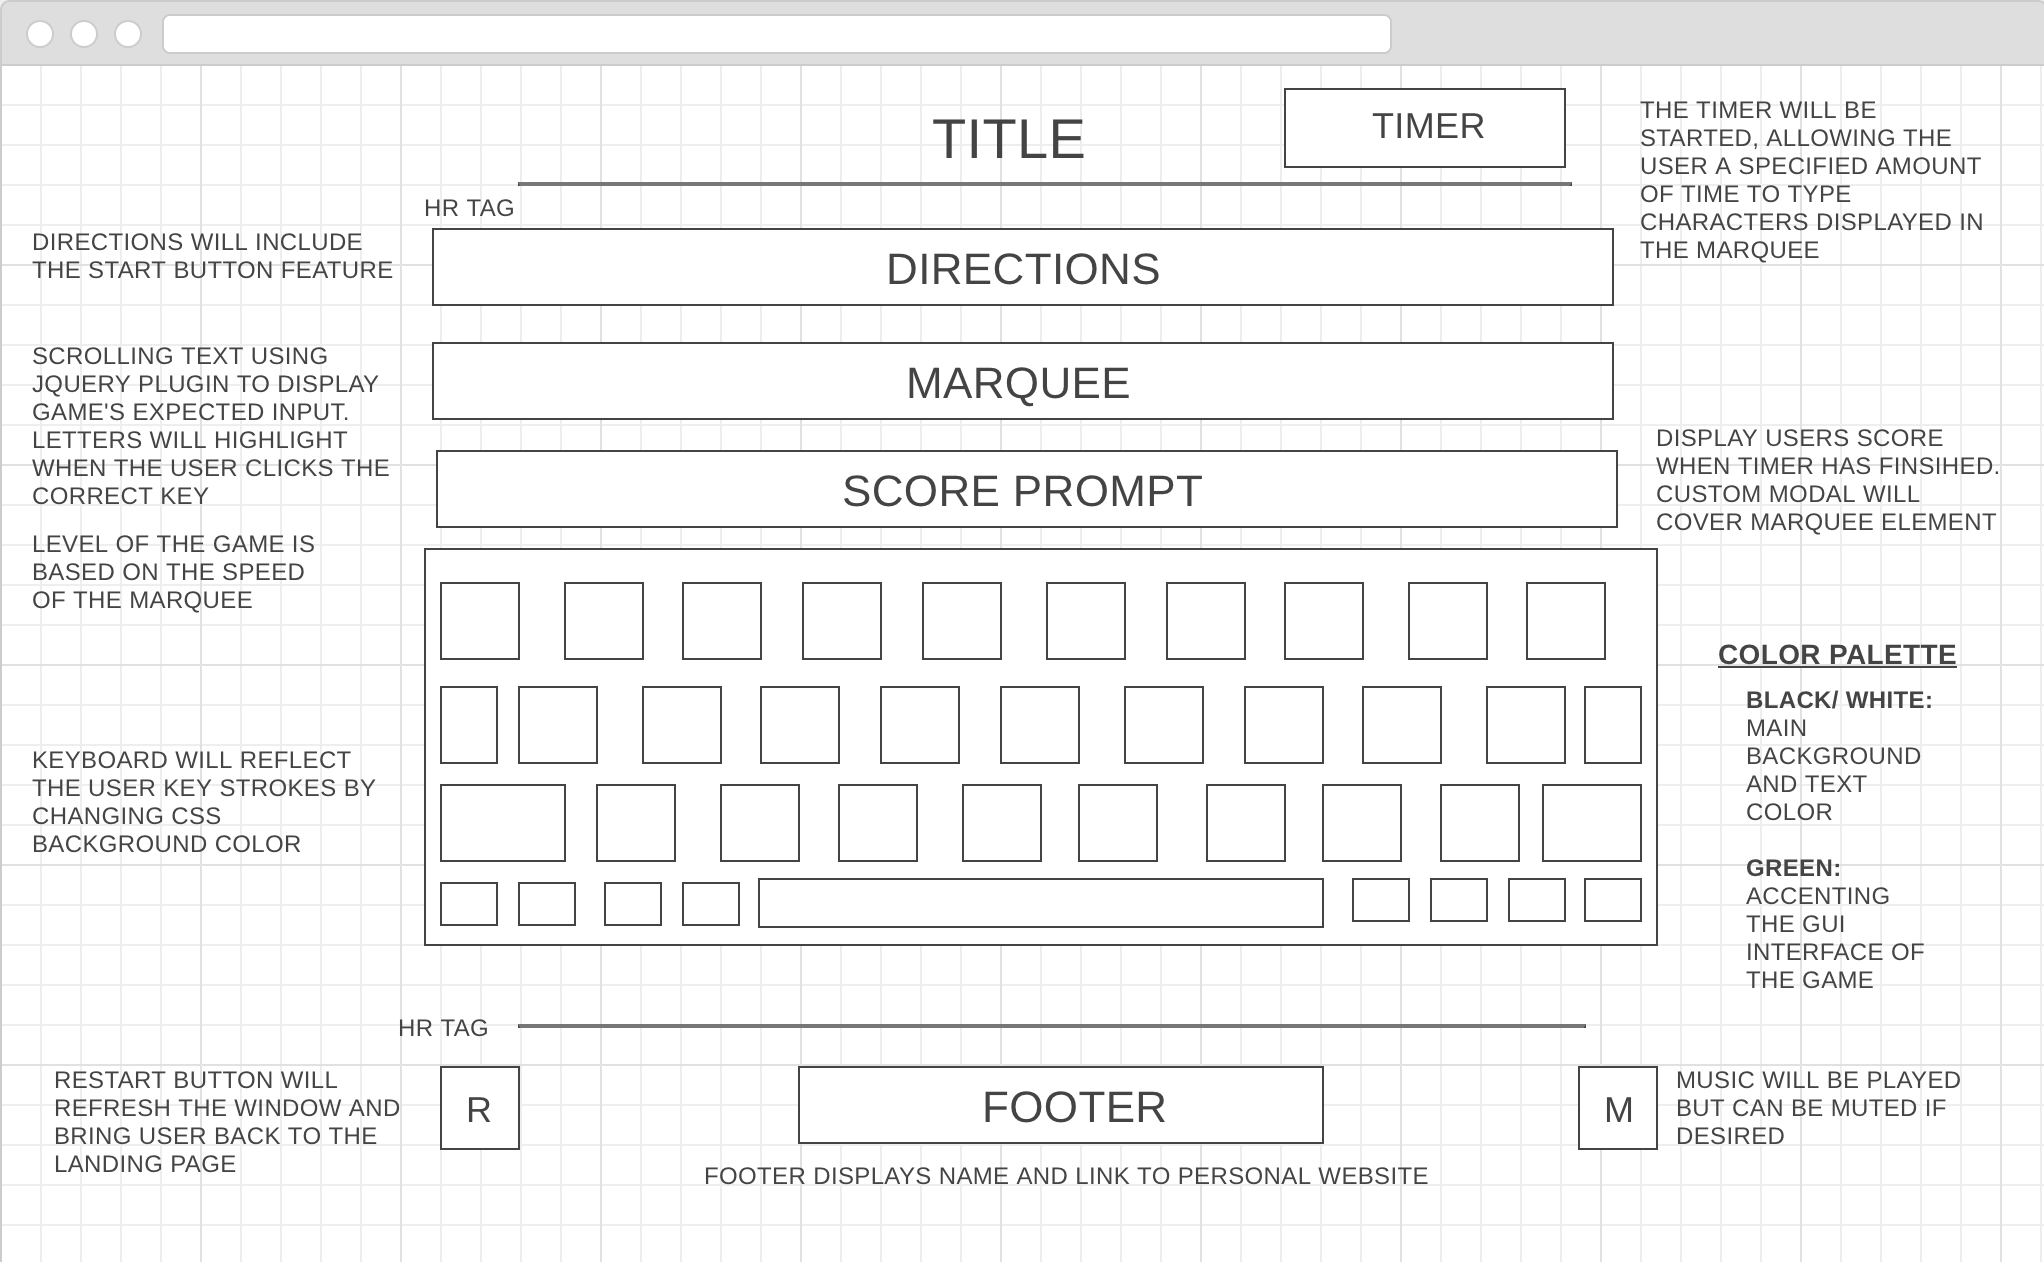 TITLE
TIMER
THE TIMER WILL BE
STARTED, ALLOWING THE
USER A SPECIFIED AMOUNT
OF TIME TO TYPE
CHARACTERS DISPLAYED IN
THE MARQUEE
HR TAG
DIRECTIONS WILL INCLUDE
THE START BUTTON FEATURE
DIRECTIONS
SCROLLING TEXT USING
JQUERY PLUGIN TO DISPLAY
GAME'S EXPECTED INPUT.
LETTERS WILL HIGHLIGHT
WHEN THE USER CLICKS THE
CORRECT KEY
MARQUEE
SCORE PROMPT
DISPLAY USERS SCORE
WHEN TIMER HAS FINSIHED.
CUSTOM MODAL WILL
COVER MARQUEE ELEMENT
LEVEL OF THE GAME IS
BASED ON THE SPEED
OF THE MARQUEE
COLOR PALETTE
BLACK/ WHITE:
MAIN
BACKGROUND
AND TEXT
COLOR
GREEN:
ACCENTING
THE GUI
INTERFACE OF
THE GAME
KEYBOARD WILL REFLECT
THE USER KEY STROKES BY
CHANGING CSS
BACKGROUND COLOR
HR TAG
RESTART BUTTON WILL
REFRESH THE WINDOW AND
BRING USER BACK TO THE
LANDING PAGE
R
FOOTER
M
MUSIC WILL BE PLAYED
BUT CAN BE MUTED IF
DESIRED
FOOTER DISPLAYS NAME AND LINK TO PERSONAL WEBSITE